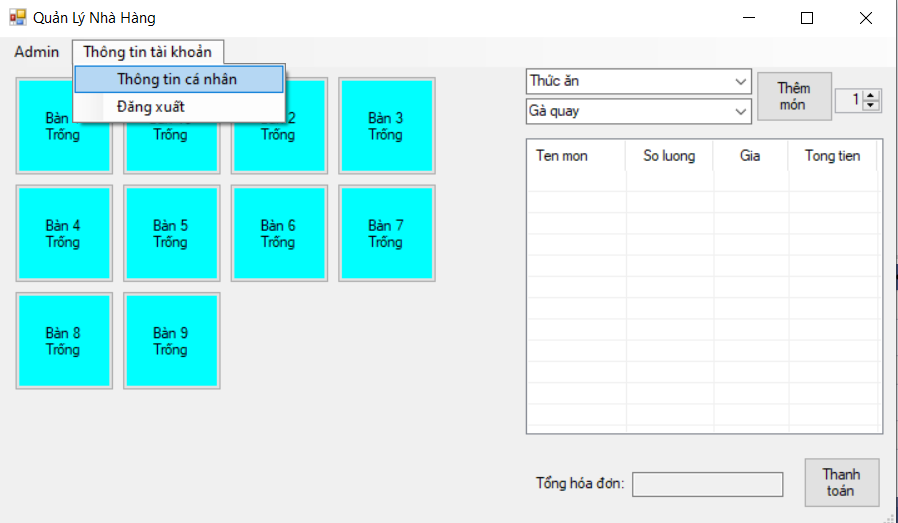 Quản Lý Nhà Hàng
Admin
Thông tin tài khoản
Thông tin cá nhân
Đăng xuất
Bàn
Trống
Trống
2
Trống
Bàn 3
Trống
Bàn 4
Trống
Bàn 5
Trống
Bàn 6
Trống
Bàn 7
Trống
Bàn 8
Trống
Bàn 9
Trống
Thức ăn
Gà quay
Thêm
món
1
Ten mon So luong Gia Tong tien
Tổng hóa đơn:
Thanh
toán